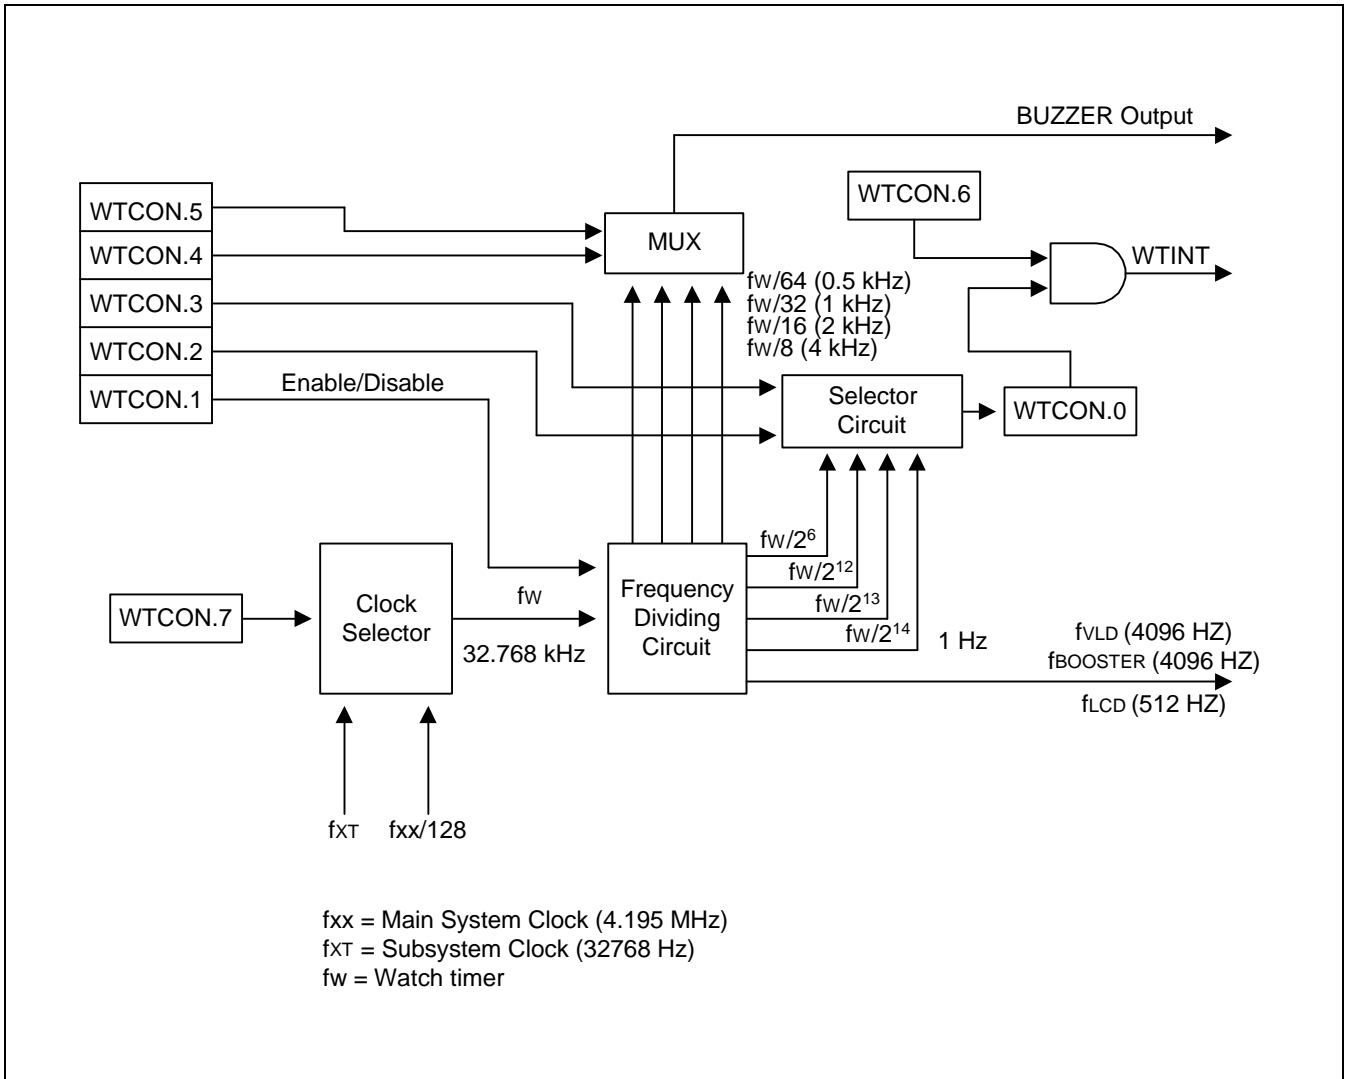 BUZZER Output
WTCON.5
WTCON.4
WTCON.3
WTCON.2
WTCON.1
MUX
WTCON.6
WTINT
fW/64 (0.5 kHz)
fW/32 (1 kHz)
fW/16 (2 kHz)
fW/8 (4 kHz)
Enable/Disable
Selector
Circuit
WTCON.0
WTCON.7
Clock
Selector
fW
32.768 kHz
Frequency
Dividing
Circuit
fW/2⁶
fW/2¹²
fW/2¹³
fW/2¹⁴
1 Hz
fVLD (4096 HZ)
fBOOSTER (4096 HZ)
fLCD (512 HZ)
fXT
fxx/128
fxx = Main System Clock (4.195 MHz)
fXT = Subsystem Clock (32768 Hz)
fw = Watch timer